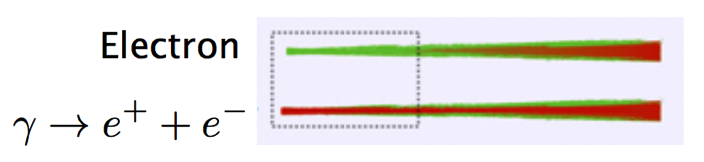 Electron
γ → e⁺ + e⁻